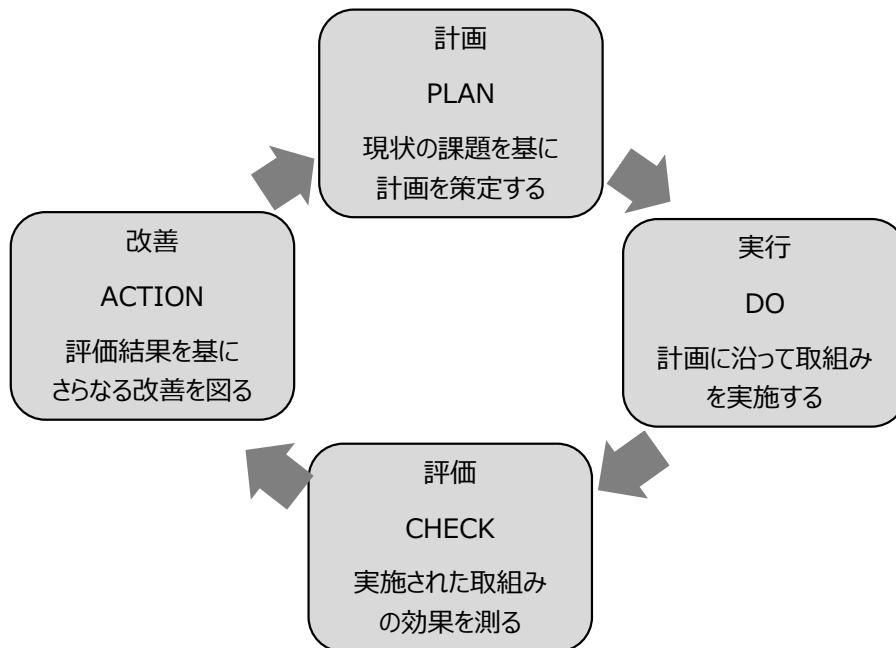 計画
PLAN
現状の課題を基に
計画を策定する
実行
DO
計画に沿って取組み
を実施する
評価
CHECK
実施された取組み
の効果を測る
改善
ACTION
評価結果を基に
さらなる改善を図る